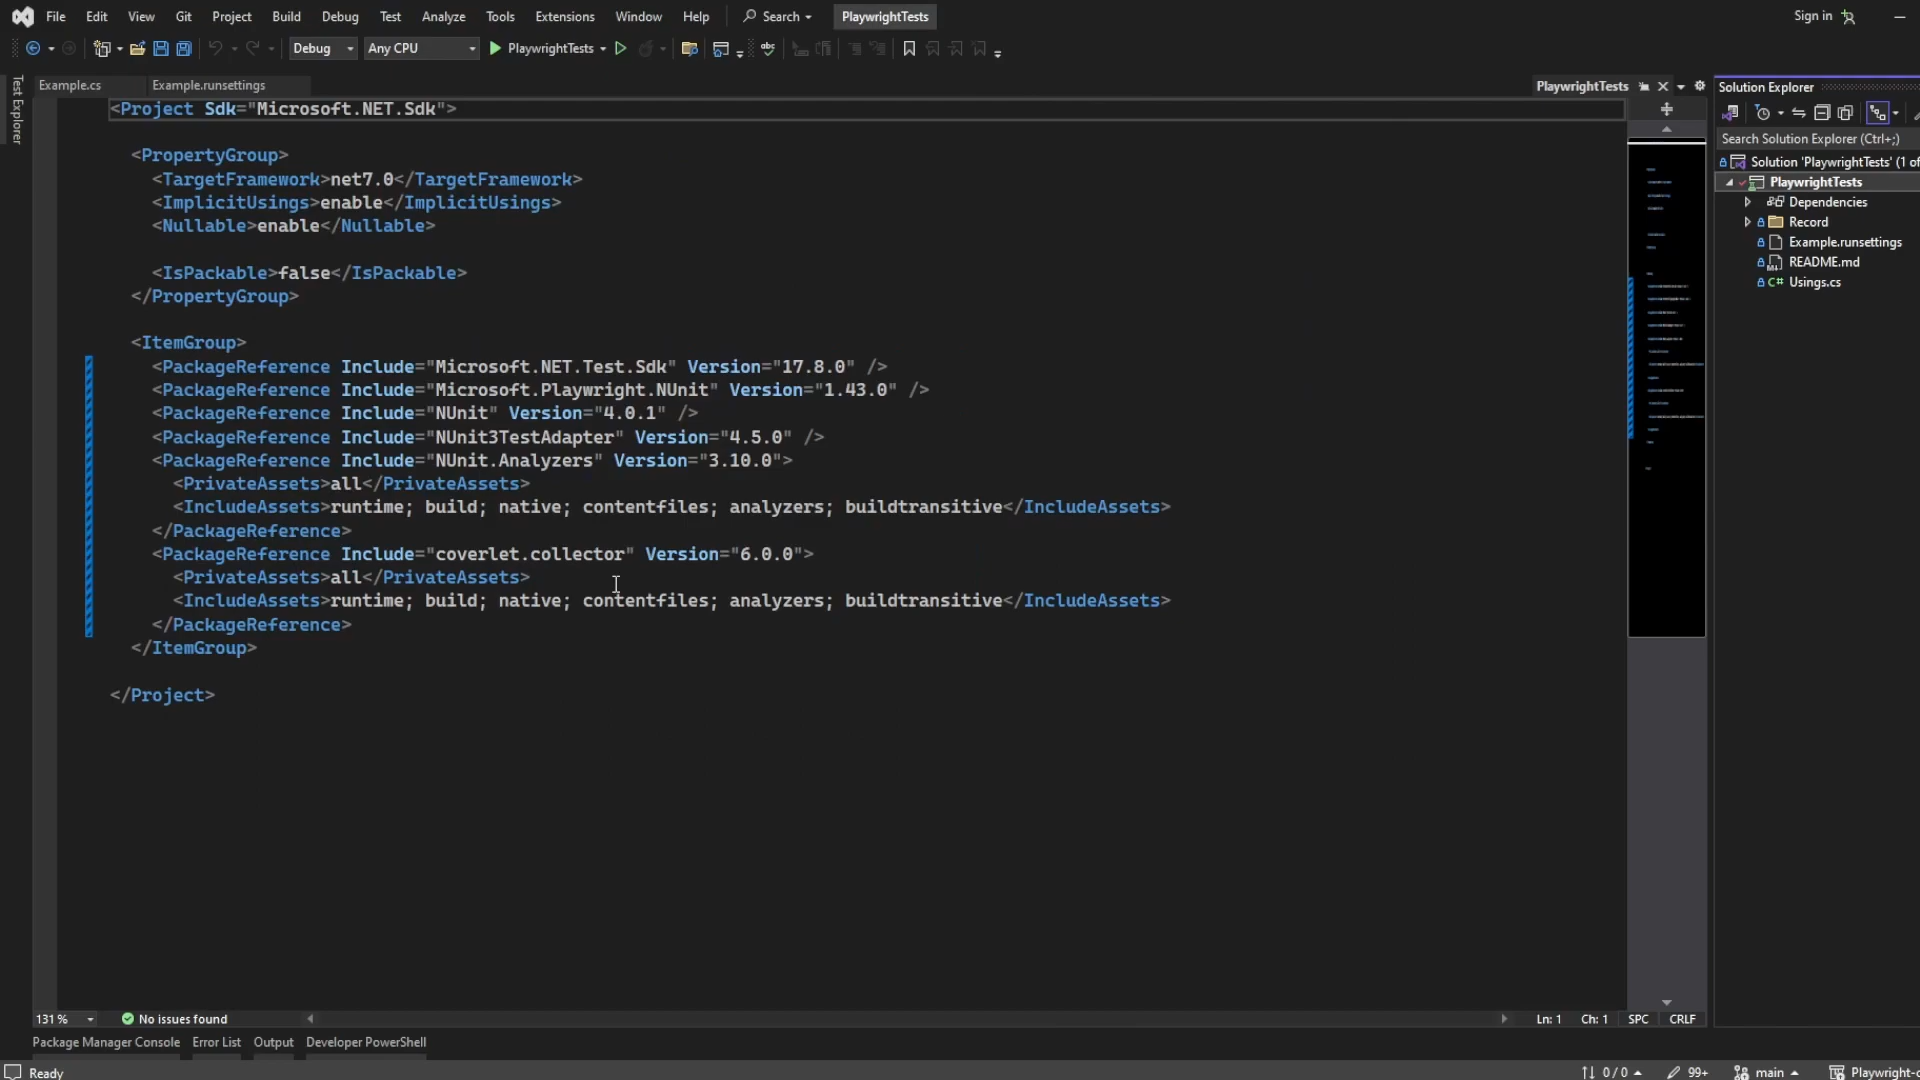 File Edit View Git Project Build Debug Test Analyze Tools Extensions Window Help Search PlaywrightTests Sign in
Debug Any CPU PlaywrightTests
Test Explorer
Example.cs Example.runsettings PlaywrightTests
<Project Sdk="Microsoft.NET.Sdk">
<PropertyGroup>
<TargetFramework>net7.0</TargetFramework>
<ImplicitUsings>enable</ImplicitUsings>
<Nullable>enable</Nullable>
<IsPackable>false</IsPackable>
</PropertyGroup>
<ItemGroup>
<PackageReference Include="Microsoft.NET.Test.Sdk" Version="17.8.0" />
<PackageReference Include="Microsoft.Playwright.NUnit" Version="1.43.0" />
<PackageReference Include="NUnit" Version="4.0.1" />
<PackageReference Include="NUnit3TestAdapter" Version="4.5.0" />
<PackageReference Include="NUnit.Analyzers" Version="3.10.0">
<PrivateAssets>all</PrivateAssets>
<IncludeAssets>runtime; build; native; contentfiles; analyzers; buildtransitive</IncludeAssets>
</PackageReference>
<PackageReference Include="coverlet.collector" Version="6.0.0">
<PrivateAssets>all</PrivateAssets>
<IncludeAssets>runtime; build; native; contentfiles; analyzers; buildtransitive</IncludeAssets>
</PackageReference>
</ItemGroup>
</Project>
Solution Explorer
Search Solution Explorer (Ctrl+;)
Solution 'PlaywrightTests' (1 of
PlaywrightTests
Dependencies
Record
Example.runsettings
README.md
C# Usings.cs
131 % No issues found Ln: 1 Ch: 1 SPC CRLF
Package Manager Console Error List Output Developer PowerShell
Ready 0 / 0 99+ main Playwright-c